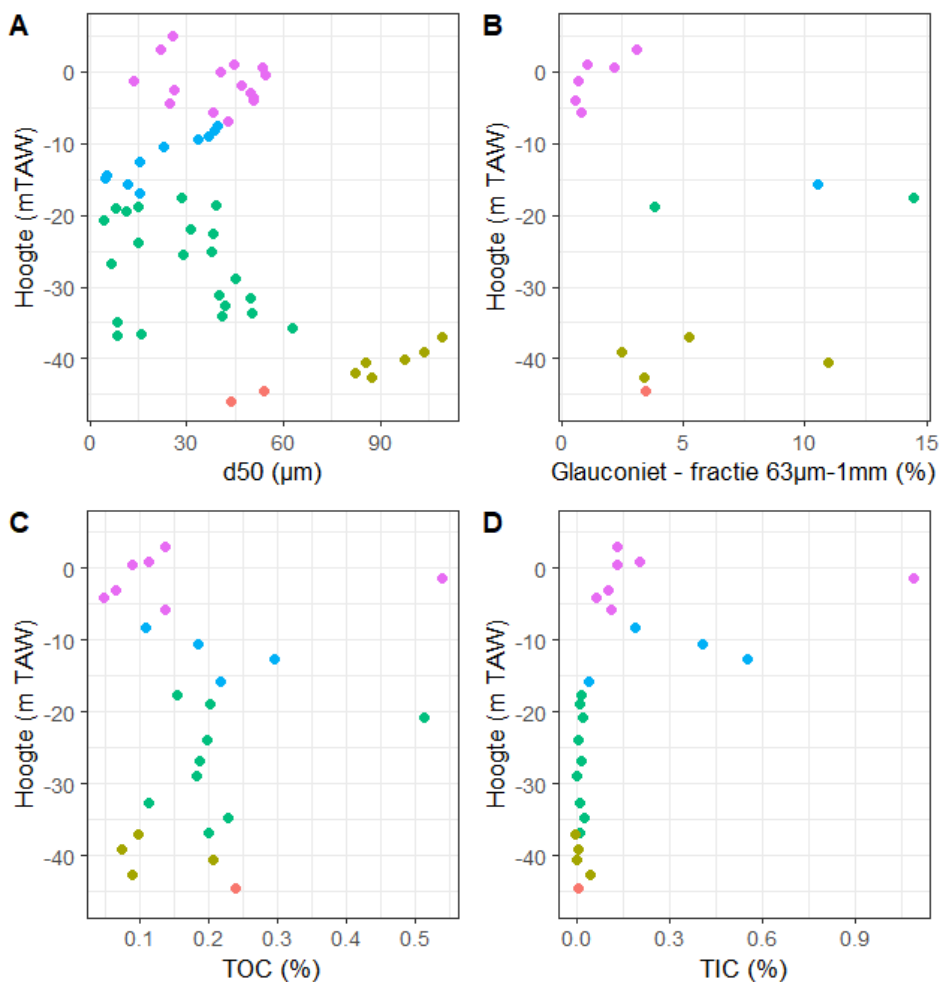 A
Hoogte (mTAW)
0
-10
-20
-30
-40
0 30 60 90
d50 (µm)
B
Hoogte (m TAW)
0
-10
-20
-30
-40
0 5 10 15
Glauconiet - fractie 63µm-1mm (%)
C
Hoogte (m TAW)
0
-10
-20
-30
-40
0.1 0.2 0.3 0.4 0.5
TOC (%)
D
Hoogte (m TAW)
0
-10
-20
-30
-40
0.0 0.3 0.6 0.9
TIC (%)